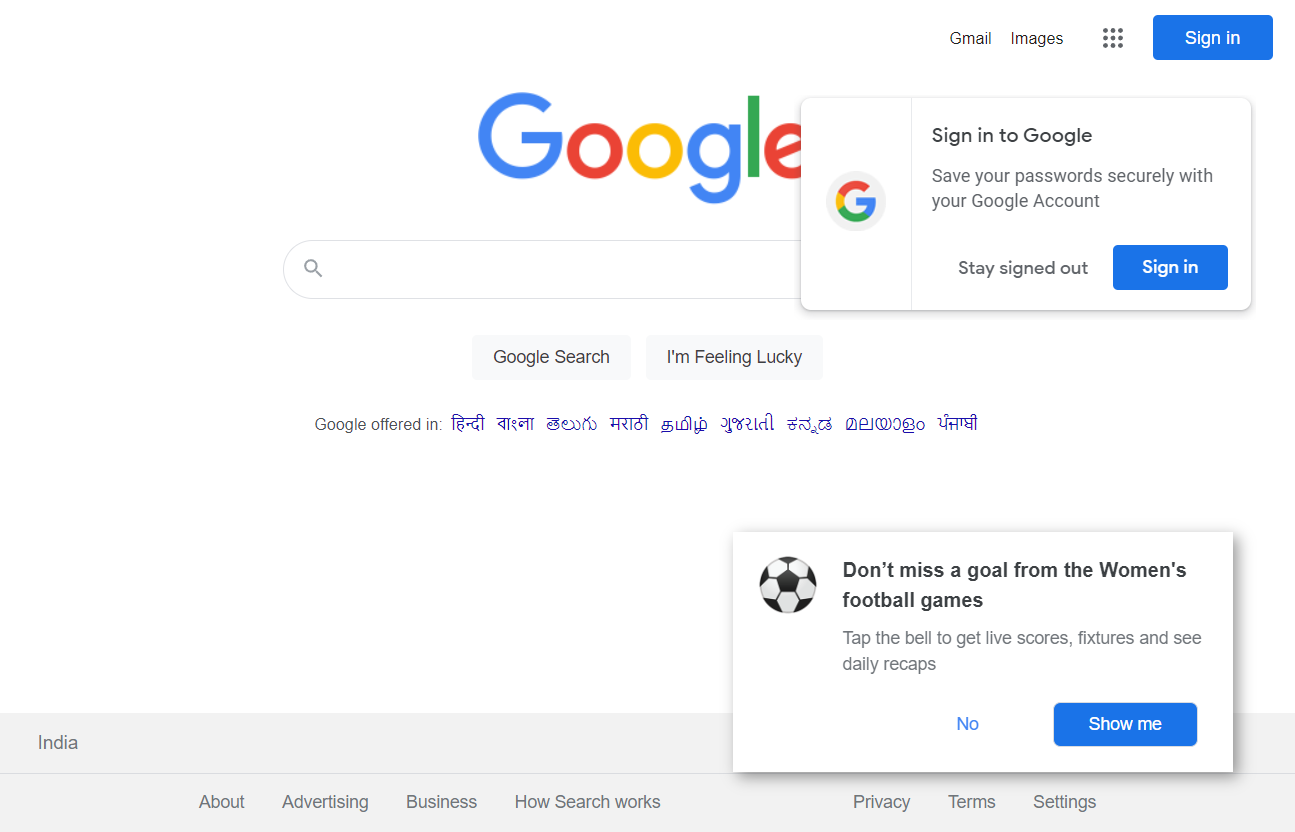 Gmail Images Sign in
Google
Sign in to Google
Save your passwords securely with
your Google Account
Stay signed out Sign in
Google Search I'm Feeling Lucky
Google offered in: हिन्दी বাংলা తెలుగు मराठी தமிழ் ગુજરાતી ಕನ್ನಡ മലയാളം ਪੰਜਾਬੀ
Don’t miss a goal from the Women's
football games
Tap the bell to get live scores, fixtures and see
daily recaps
No Show me
India
About Advertising Business How Search works Privacy Terms Settings